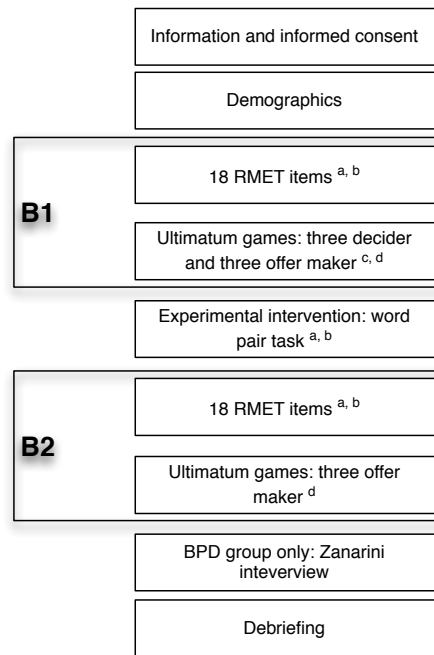 Information and informed consent
Demographics
B1
18 RMET items a, b
Ultimatum games: three decider
and three offer maker c, d
Experimental intervention: word
pair task a, b
B2
18 RMET items a, b
Ultimatum games: three offer
maker d
BPD group only: Zanarini
inteverview
Debriefing